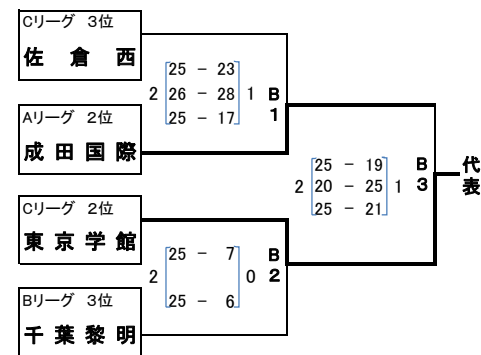 Cリーグ 3位
佐倉西
25 － 23
2 26 － 28 1
25 － 17
B1
Aリーグ 2位
成田国際
25 － 19
2 20 － 25 1
25 － 21
B3
代表
Cリーグ 2位
東京学館
25 － 7
2 0
25 － 6
B2
Bリーグ 3位
千葉黎明